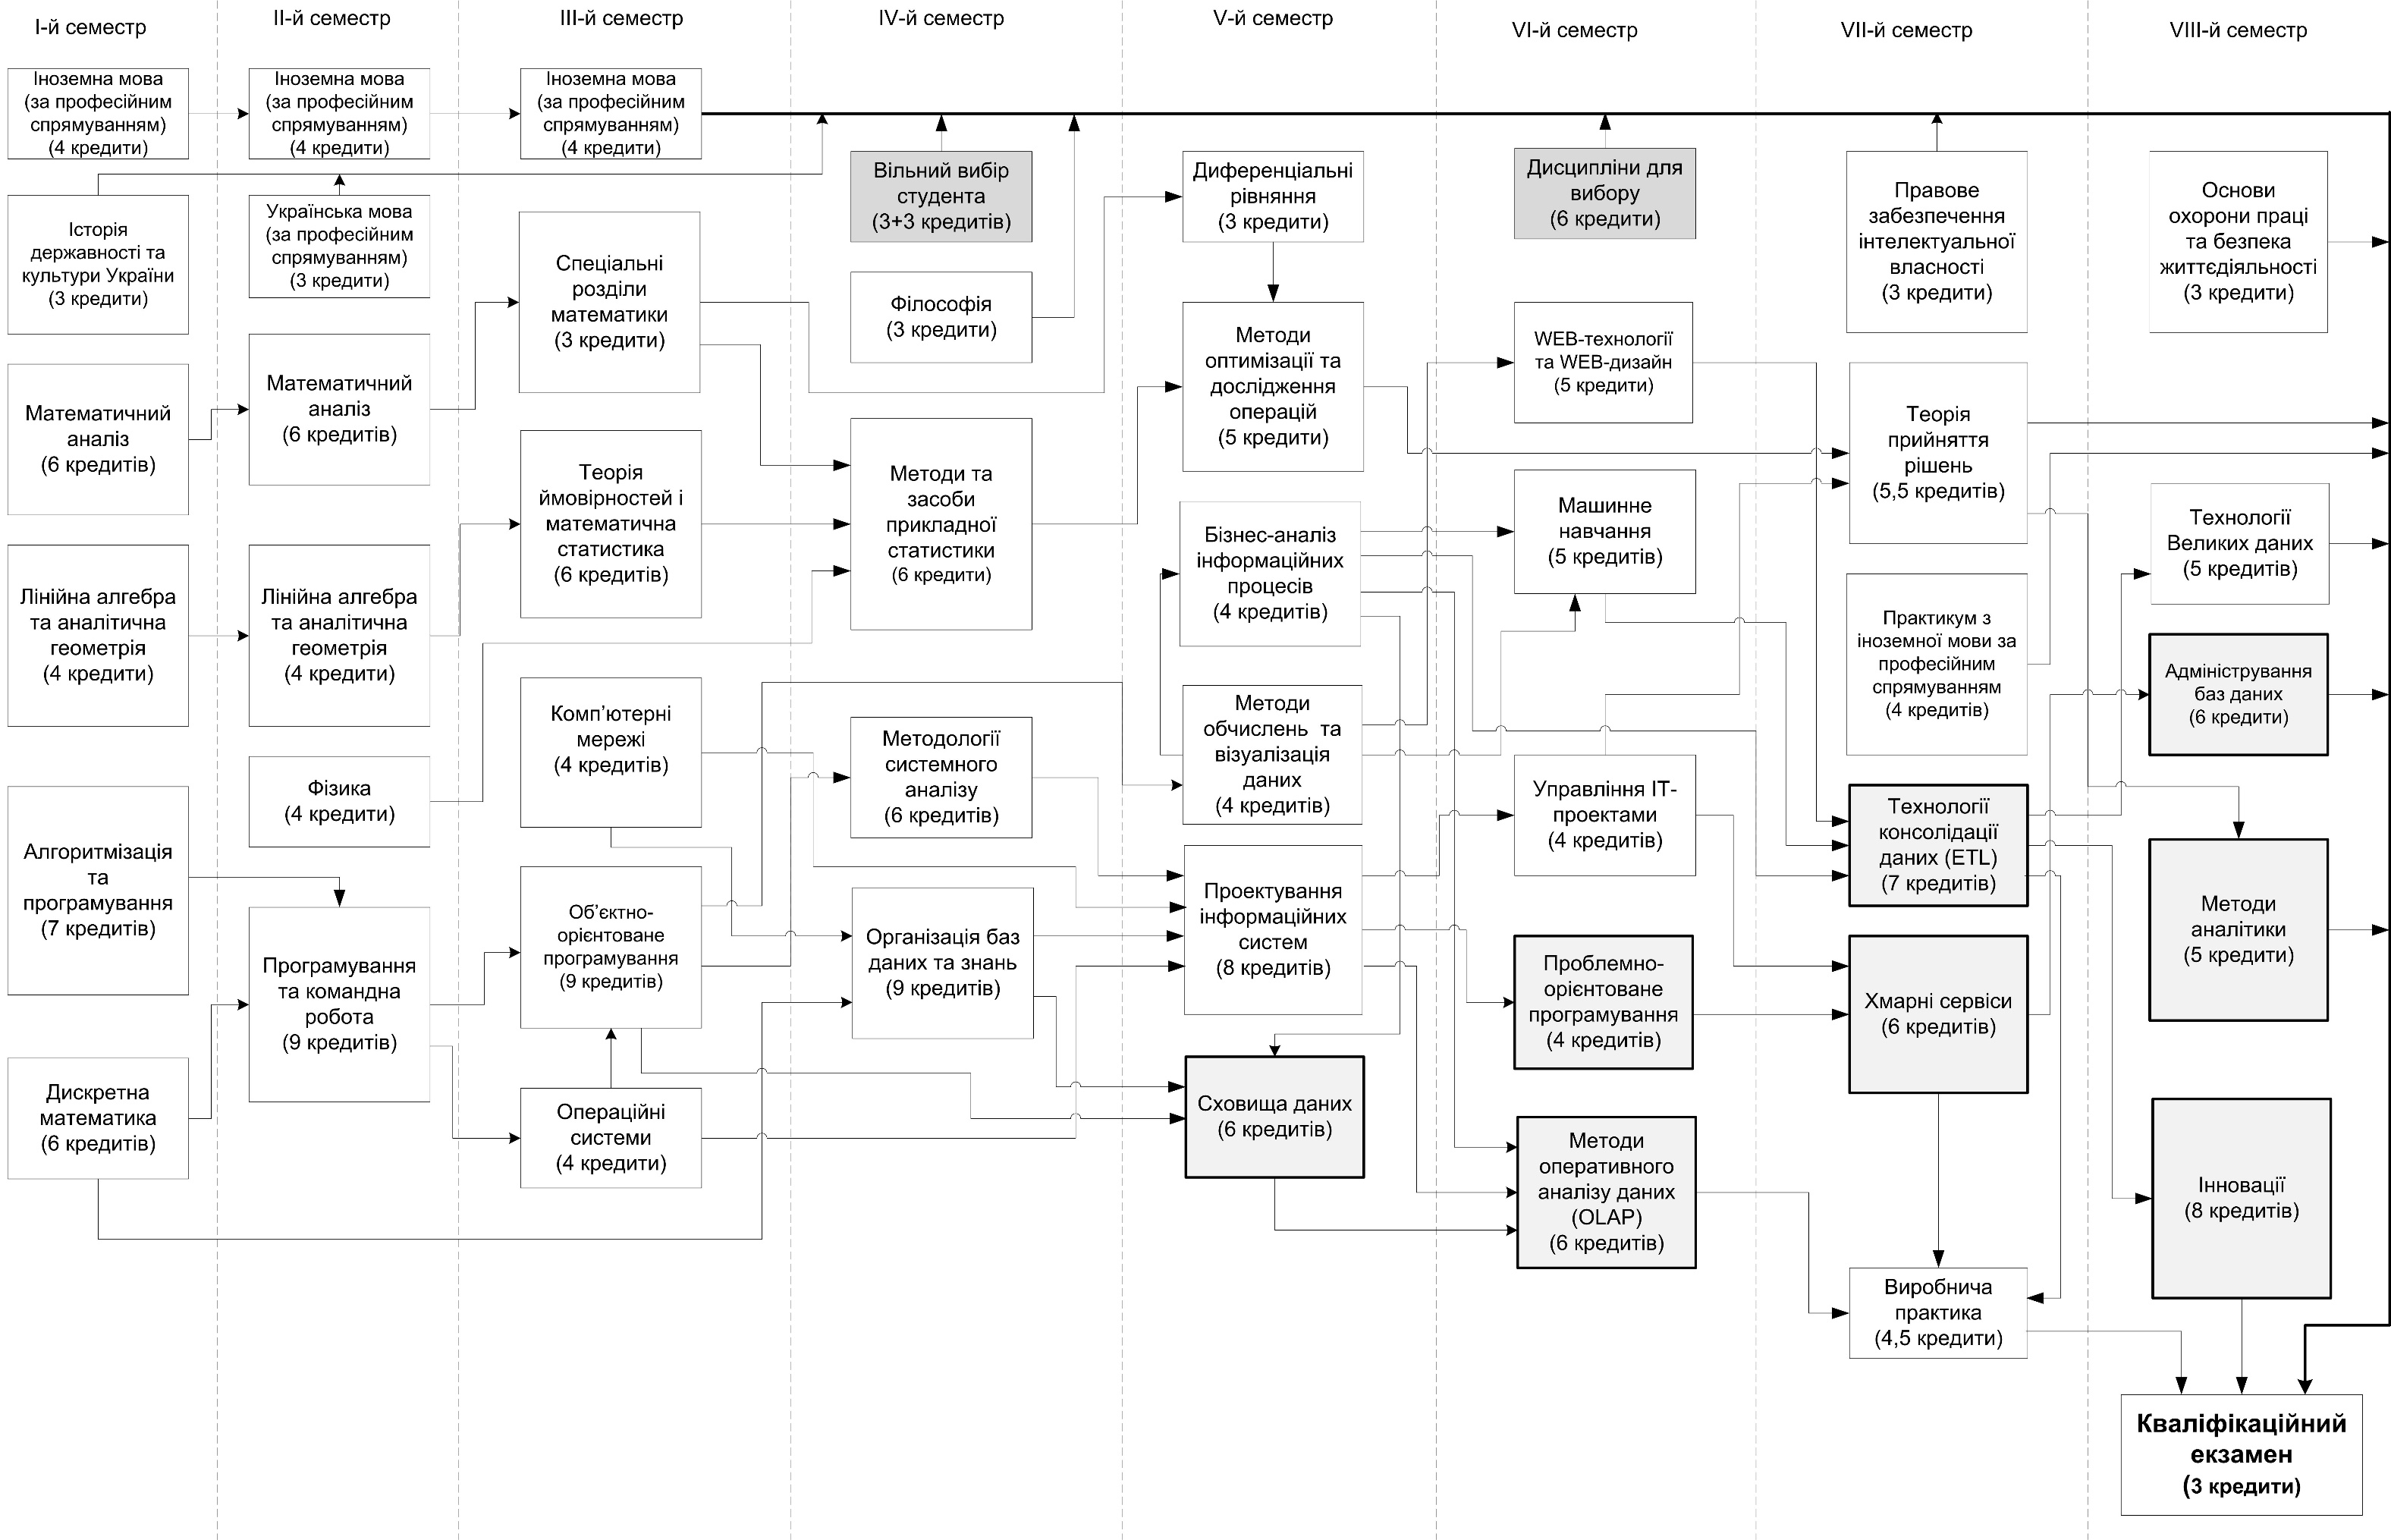 I-й семестр
II-й семестр
III-й семестр
IV-й семестр
V-й семестр
VI-й семестр
VII-й семестр
VIII-й семестр
Іноземна мова
(за професійним
спрямуванням)
(4 кредити)
Історія
державності та
культури України
(3 кредити)
Математичний
аналіз
(6 кредитів)
Лінійна алгебра
та аналітична
геометрія
(4 кредити)
Алгоритмізація
та
програмування
(7 кредитів)
Дискретна
математика
(6 кредитів)
Іноземна мова
(за професійним
спрямуванням)
(4 кредити)
Українська мова
(за професійним
спрямуванням)
(3 кредити)
Математичний
аналіз
(6 кредитів)
Лінійна алгебра
та аналітична
геометрія
(4 кредити)
Фізика
(4 кредити)
Програмування
та командна
робота
(9 кредитів)
Іноземна мова
(за професійним
спрямуванням)
(4 кредити)
Спеціальні
розділи
математики
(3 кредити)
Теорія
ймовірностей і
математична
статистика
(6 кредитів)
Комп’ютерні
мережі
(4 кредитів)
Об’єктно-
орієнтоване
програмування
(9 кредитів)
Операційні
системи
(4 кредити)
Вільний вибір
студента
(3+3 кредитів)
Філософія
(3 кредити)
Методи та
засоби
прикладної
статистики
(6 кредити)
Методології
системного
аналізу
(6 кредитів)
Організація баз
даних та знань
(9 кредитів)
Диференціальні
рівняння
(3 кредити)
Методи
оптимізації та
дослідження
операцій
(5 кредити)
Бізнес-аналіз
інформаційних
процесів
(4 кредитів)
Методи
обчислень та
візуалізація
даних
(4 кредитів)
Проектування
інформаційних
систем
(8 кредитів)
Сховища даних
(6 кредитів)
Дисципліни для
вибору
(6 кредити)
WEB-технології
та WEB-дизайн
(5 кредити)
Машинне
навчання
(5 кредитів)
Управління ІТ-
проектами
(4 кредитів)
Проблемно-
орієнтоване
програмування
(4 кредитів)
Методи
оперативного
аналізу даних
(OLAP)
(6 кредитів)
Правове
забезпечення
інтелектуальної
власності
(3 кредити)
Теорія
прийняття
рішень
(5,5 кредитів)
Практикум з
іноземної мови за
професійним
спрямуванням
(4 кредитів)
Технології
консолідації
даних (ETL)
(7 кредитів)
Хмарні сервіси
(6 кредитів)
Виробнича
практика
(4,5 кредити)
Основи
охорони праці
та безпека
життєдіяльності
(3 кредити)
Технології
Великих даних
(5 кредитів)
Адміністрування
баз даних
(6 кредити)
Методи
аналітики
(5 кредити)
Інновації
(8 кредитів)
Кваліфікаційний
екзамен
(3 кредити)